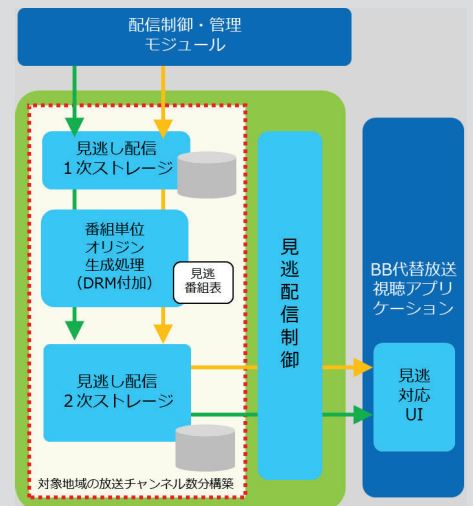 配信制御・管理
モジュール
見逃し配信
1次ストレージ
番組単位
オリジン
生成処理
（DRM付加）
見逃
番組表
見逃し配信
2次ストレージ
対象地域の放送チャンネル数分構築
見逃配信制御
BB代替放送
視聴アプリ
ケーション
見逃
対応
UI